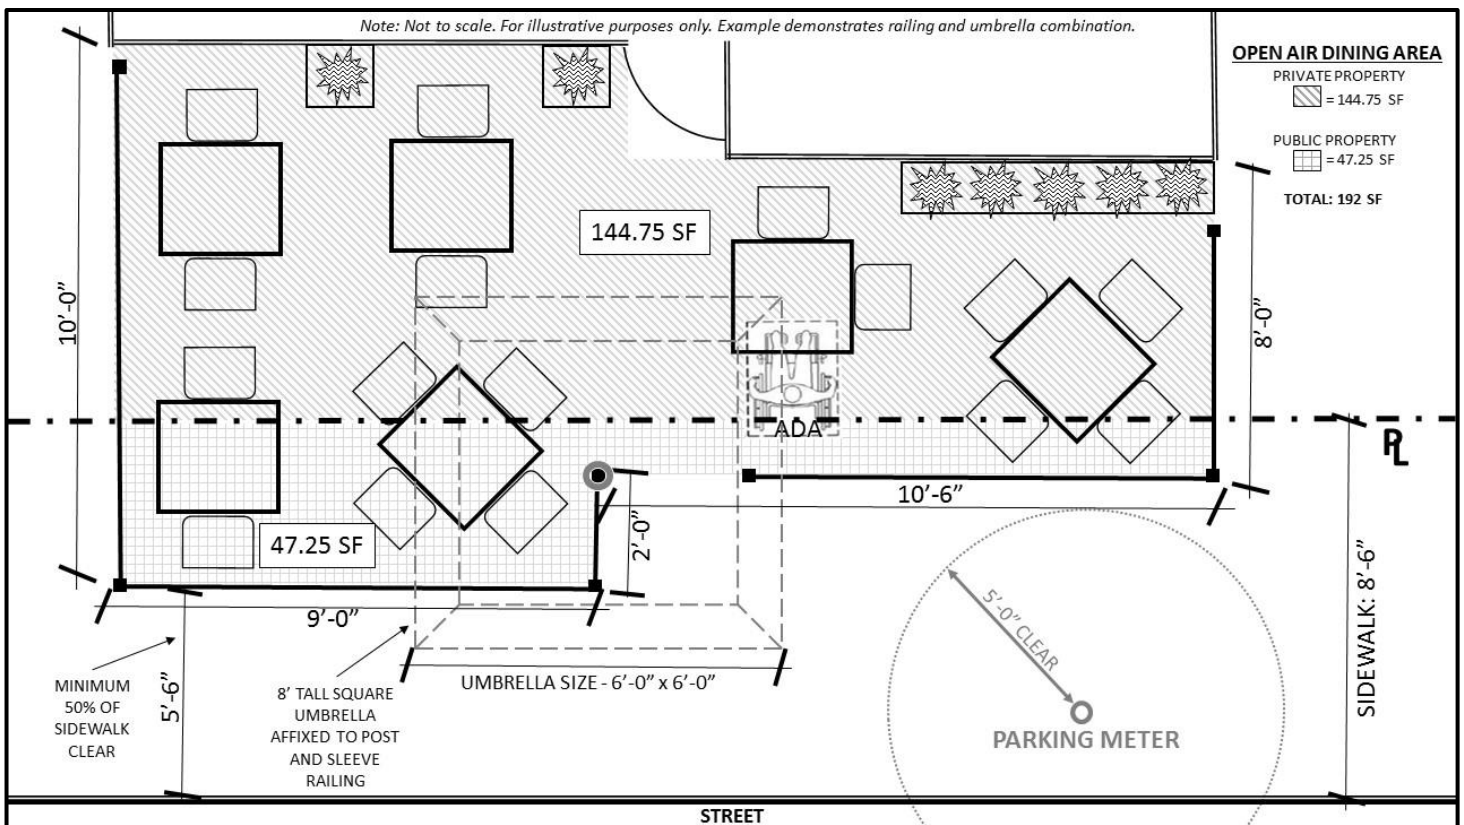 Note: Not to scale. For illustrative purposes only. Example demonstrates railing and umbrella combination.
OPEN AIR DINING AREA
PRIVATE PROPERTY
= 144.75 SF
PUBLIC PROPERTY
= 47.25 SF
TOTAL: 192 SF
144.75 SF
10'-0"
8'-0"
ADA
PL
10'-6"
47.25 SF
2'-0"
9'-0"
5'-0" CLEAR
SIDEWALK: 8'-6"
MINIMUM
50% OF
SIDEWALK
CLEAR
5'-6"
8' TALL SQUARE
UMBRELLA
AFFIXED TO POST
AND SLEEVE
RAILING
UMBRELLA SIZE - 6'-0" x 6'-0"
PARKING METER
STREET